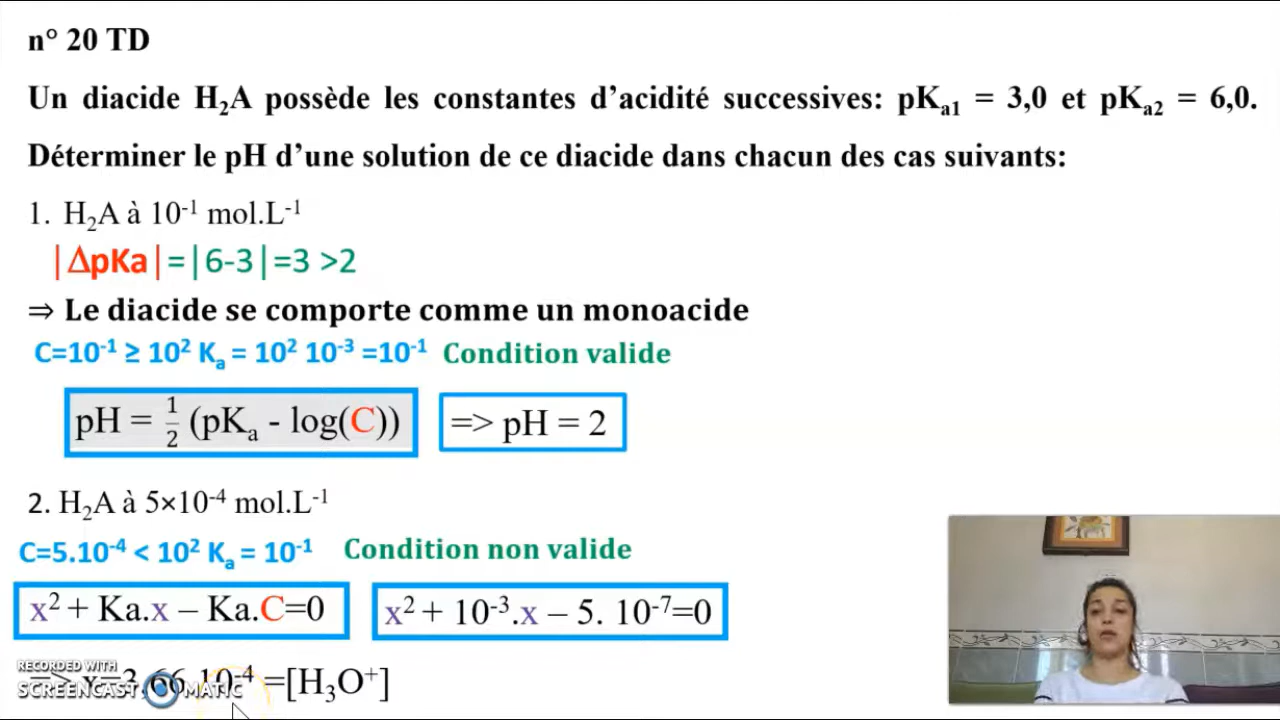 n° 20 TD
Un diacide H₂A possède les constantes d'acidité successives: pKₐ₁ = 3,0 et pKₐ₂ = 6,0.
Déterminer le pH d'une solution de ce diacide dans chacun des cas suivants:
1. H₂A à 10⁻¹ mol.L⁻¹
|ΔpKa|=|6-3|=3 >2
⇒ Le diacide se comporte comme un monoacide
C=10⁻¹ ≥ 10² Kₐ = 10² 10⁻³ =10⁻¹ Condition valide
pH = ½ (pKₐ - log(C)) => pH = 2
2. H₂A à 5×10⁻⁴ mol.L⁻¹
C=5.10⁻⁴ < 10² Kₐ = 10⁻¹ Condition non valide
x² + Ka.x – Ka.C=0 x² + 10⁻³.x – 5. 10⁻⁷=0
=> x=3,66.10⁻⁴ =[H₃O⁺]
RECORDED WITH
SCREENCAST MATIC